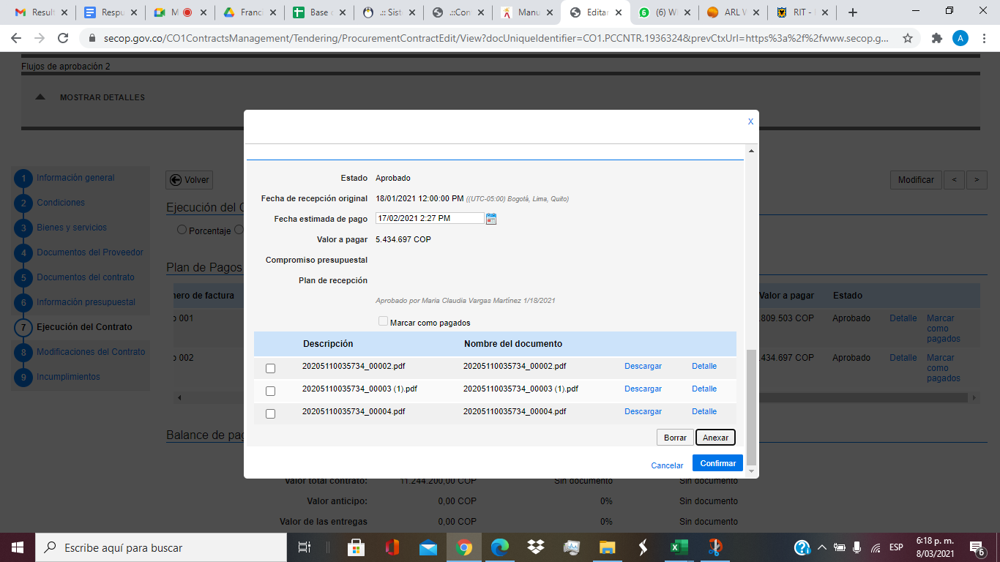 Result
Respu
M
Franci
Base c
.:: Sist
.::Con
Manu
Editar
(6) W
ARL W
RIT -
secop.gov.co/CO1ContractsManagement/Tendering/ProcurementContractEdit/View?docUniqueIdentifier=CO1.PCCNTR.1936324&prevCtxUrl=https%3a%2f%2fwww.secop.g...
A
Flujos de aprobación 2
MOSTRAR DETALLES
X
1 Información general
2 Condiciones
3 Bienes y servicios
4 Documentos del Proveedor
5 Documentos del contrato
6 Información presupuestal
7 Ejecución del Contrato
8 Modificaciones del Contrato
9 Incumplimientos
Volver
Modificar < >
Ejecución del C
Porcentaje
Plan de Pagos
nero de factura
Valor a pagar Estado
o 001
.809.503 COP Aprobado Detalle Marcar
como
pagados
o 002
.434.697 COP Aprobado Detalle Marcar
como
pagados
Estado Aprobado
Fecha de recepción original 18/01/2021 12:00:00 PM ((UTC-05:00) Bogotá, Lima, Quito)
Fecha estimada de pago 17/02/2021 2:27 PM
Valor a pagar 5.434.697 COP
Compromiso presupuestal
Plan de recepción
Aprobado por Maria Claudia Vargas Martínez 1/18/2021
Marcar como pagados
Descripción Nombre del documento
20205110035734_00002.pdf 20205110035734_00002.pdf Descargar Detalle
20205110035734_00003 (1).pdf 20205110035734_00003 (1).pdf Descargar Detalle
20205110035734_00004.pdf 20205110035734_00004.pdf Descargar Detalle
Borrar Anexar
Cancelar Confirmar
Balance de pag
Valor total contrato: 11.244.200,00 COP Sin documento Sin documento
Valor anticipo: 0,00 COP 0% Sin documento
Valor de las entregas 0,00 COP 0% Sin documento
Escribe aquí para buscar
ESP
6:18 p. m.
8/03/2021
6